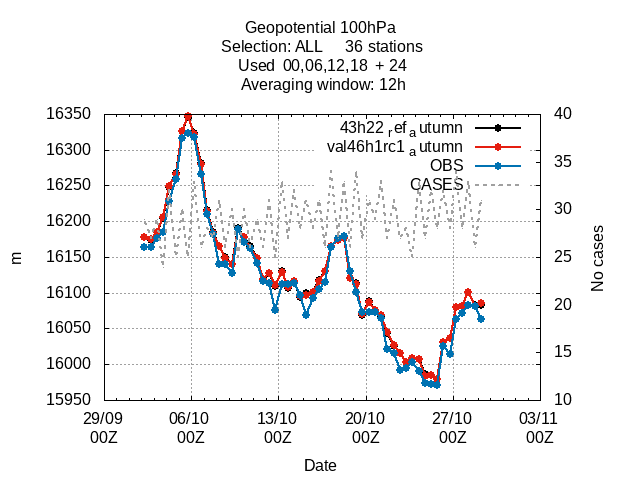 Geopotential 100hPa
Selection: ALL 36 stations
Used 00,06,12,18 + 24
Averaging window: 12h
16350
16300
16250
16200
16150
16100
16050
16000
15950
40
35
30
25
20
15
10
43h22refautumn
val46h1rc1autumn
OBS
CASES
m
No cases
29/09 06/10 13/10 20/10 27/10 03/11
00Z 00Z 00Z 00Z 00Z 00Z
Date